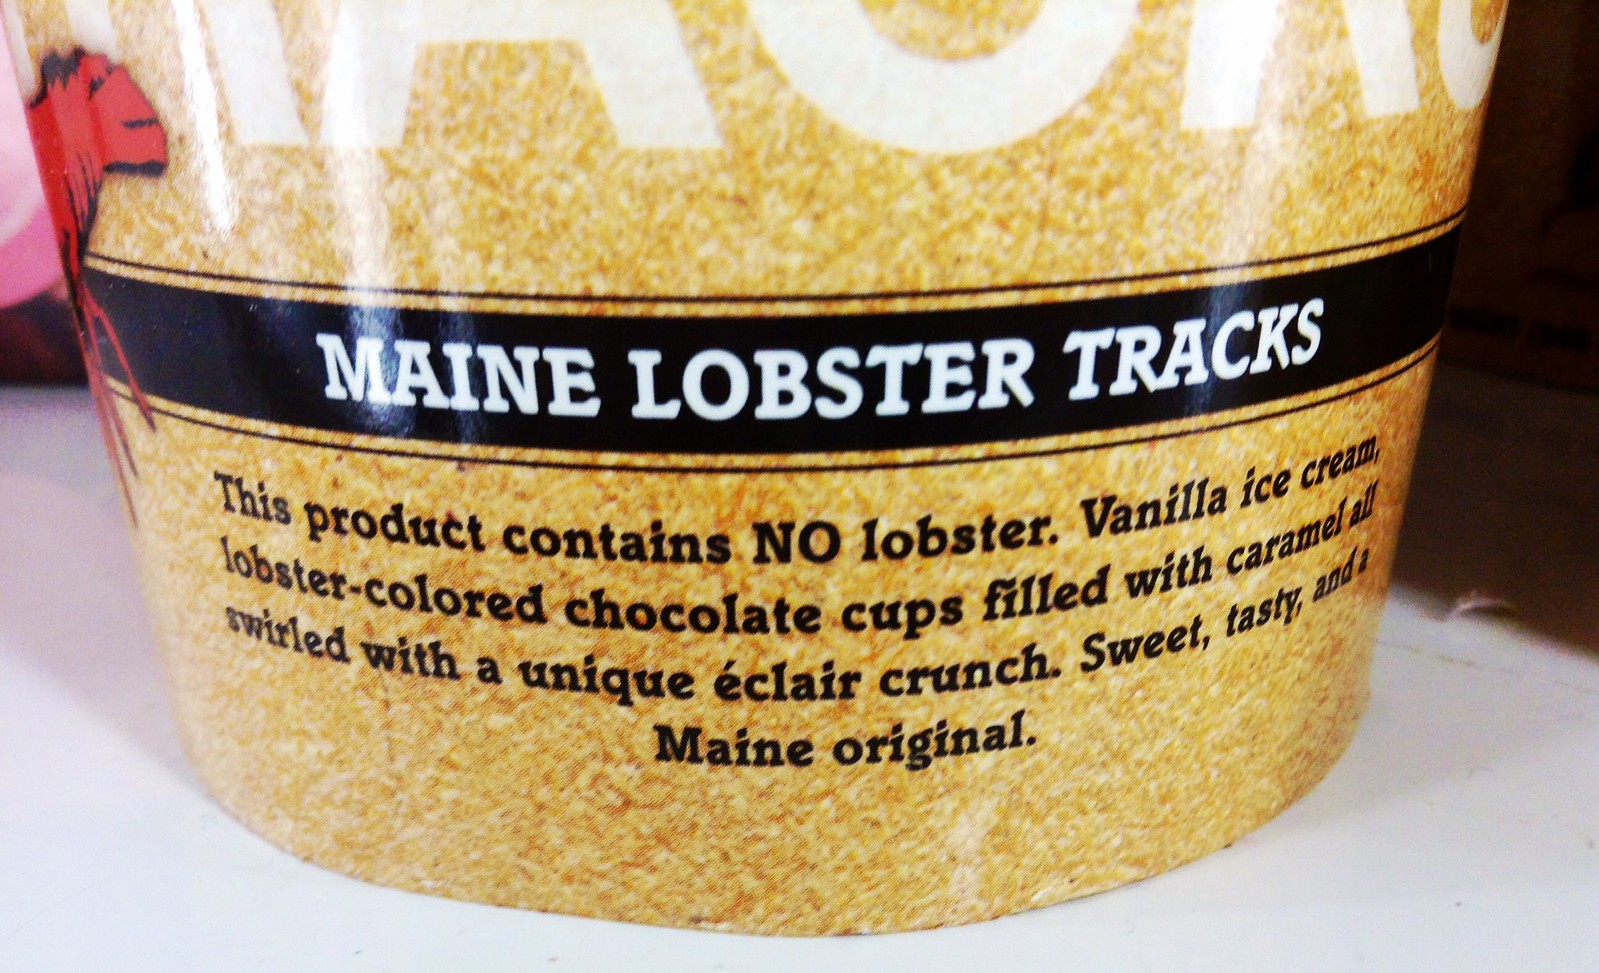 MAINE LOBSTER TRACKS
This product contains NO lobster. Vanilla ice cream,
lobster-colored chocolate cups filled with caramel all
swirled with a unique éclair crunch. Sweet, tasty, and a
Maine original.